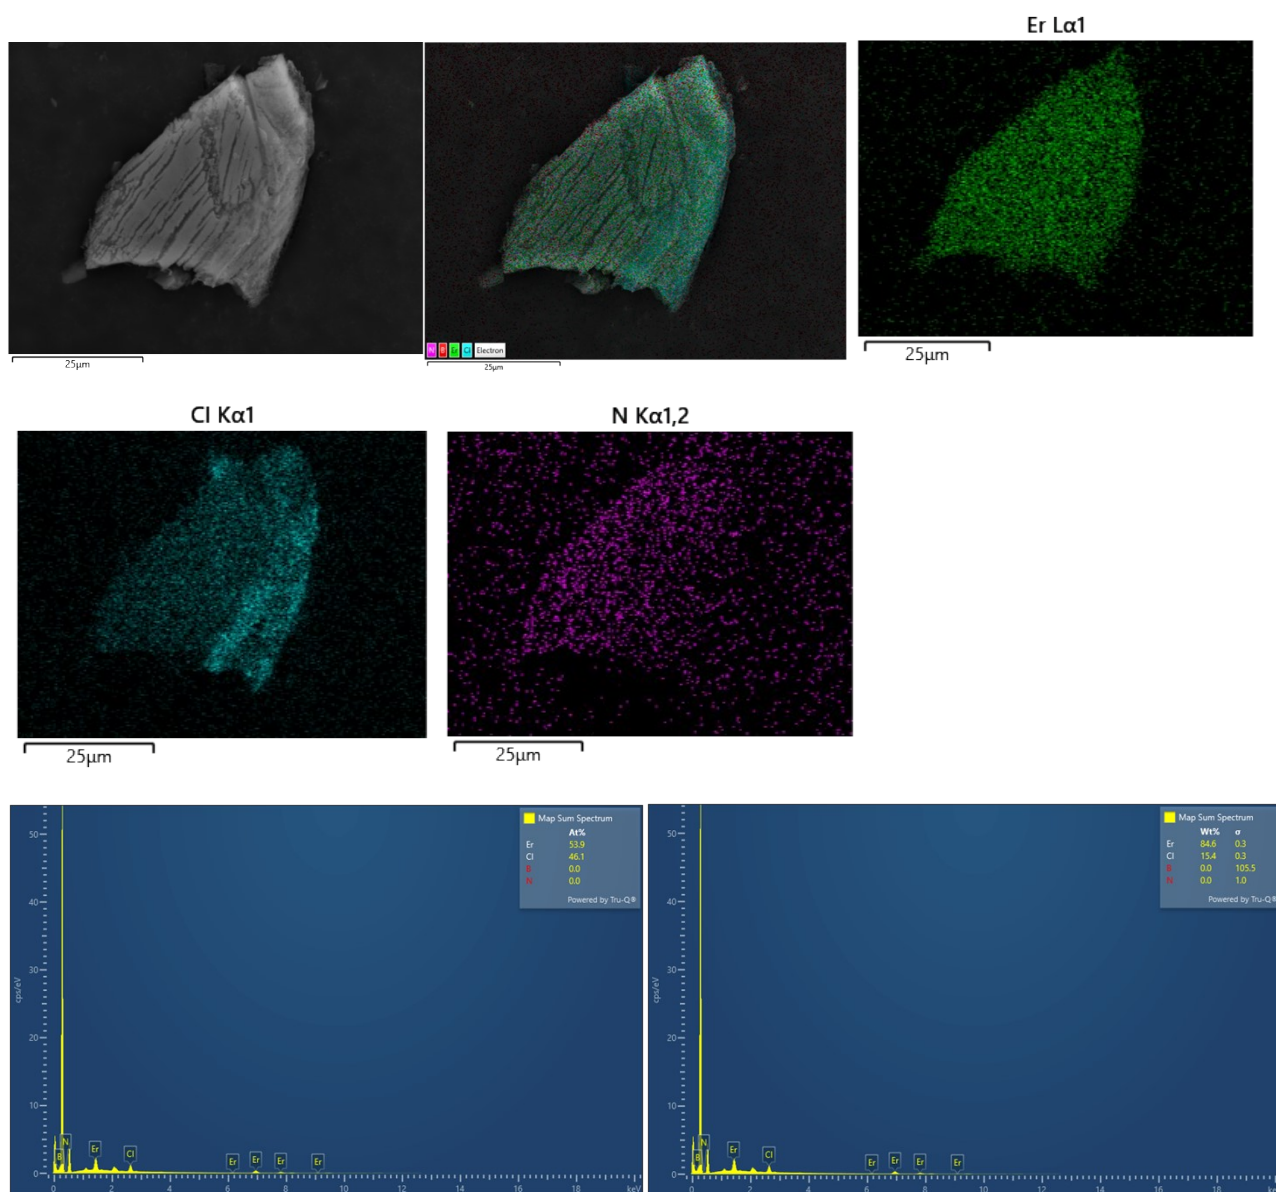 Er Lα1
25μm
N B Er Cl Electron
25μm
25μm
Cl Kα1
N Kα1,2
25μm
25μm
Map Sum Spectrum
At%
Er 53.9
Cl 46.1
B 0.0
N 0.0
Powered by Tru-Q®
50
40
30
20
10
0
cps/eV
B N Er Cl Er Er Er Er
0 2 4 6 8 10 12 14 16 18 keV
Map Sum Spectrum
Wt% σ
Er 84.6 0.3
Cl 15.4 0.3
B 0.0 105.5
N 0.0 1.0
Powered by Tru-Q®
50
40
30
20
10
0
cps/eV
B N Er Cl Er Er Er Er
0 2 4 6 8 10 12 14 16 18 keV